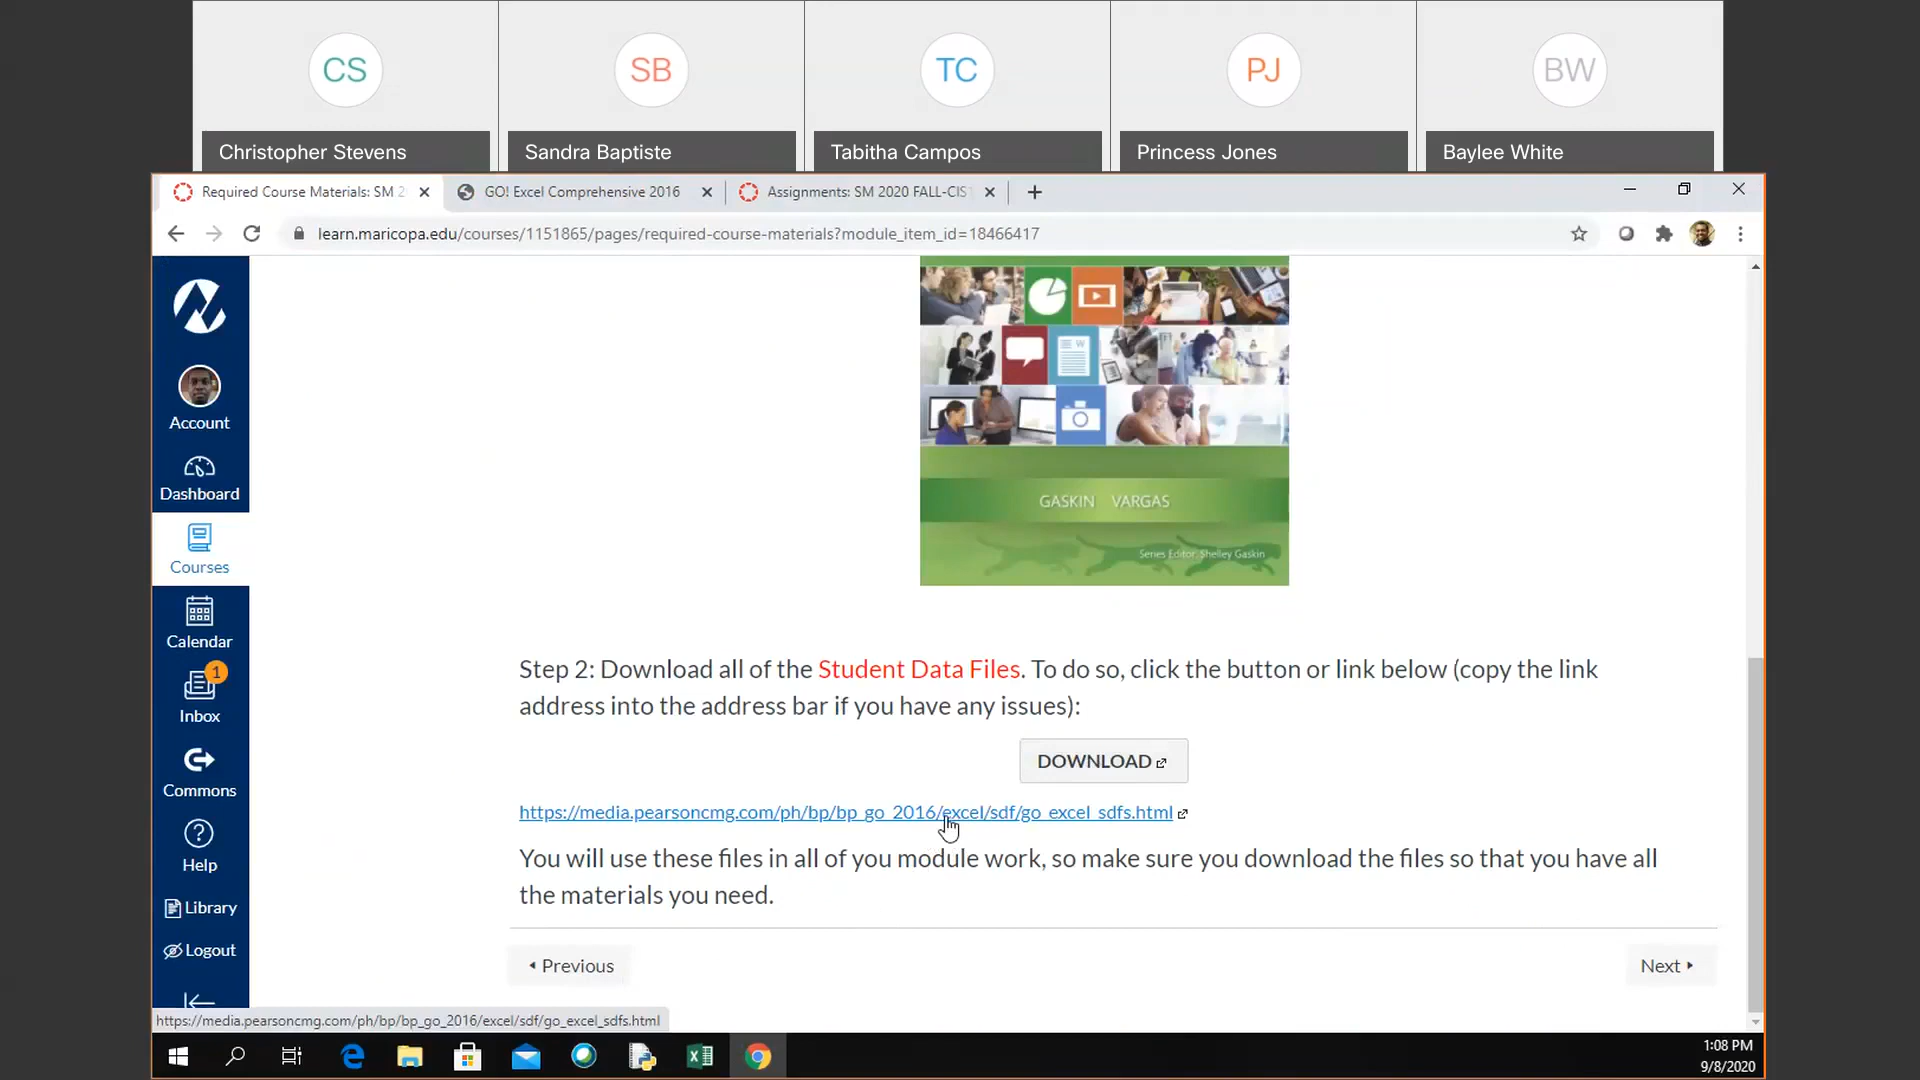 CS
SB
TC
PJ
BW
Christopher Stevens
Sandra Baptiste
Tabitha Campos
Princess Jones
Baylee White
Required Course Materials: SM 2
GO! Excel Comprehensive 2016
Assignments: SM 2020 FALL-CIS
learn.maricopa.edu/courses/1151865/pages/required-course-materials?module_item_id=18466417
Account
Dashboard
Courses
Calendar
1
Inbox
Commons
Help
Library
Logout
GASKIN VARGAS
Series Editor: Shelley Gaskin
Step 2: Download all of the Student Data Files. To do so, click the button or link below (copy the link
address into the address bar if you have any issues):
DOWNLOAD
https://media.pearsoncmg.com/ph/bp/bp_go_2016/excel/sdf/go_excel_sdfs.html
You will use these files in all of you module work, so make sure you download the files so that you have all
the materials you need.
Previous
Next
https://media.pearsoncmg.com/ph/bp/bp_go_2016/excel/sdf/go_excel_sdfs.html
1:08 PM
9/8/2020